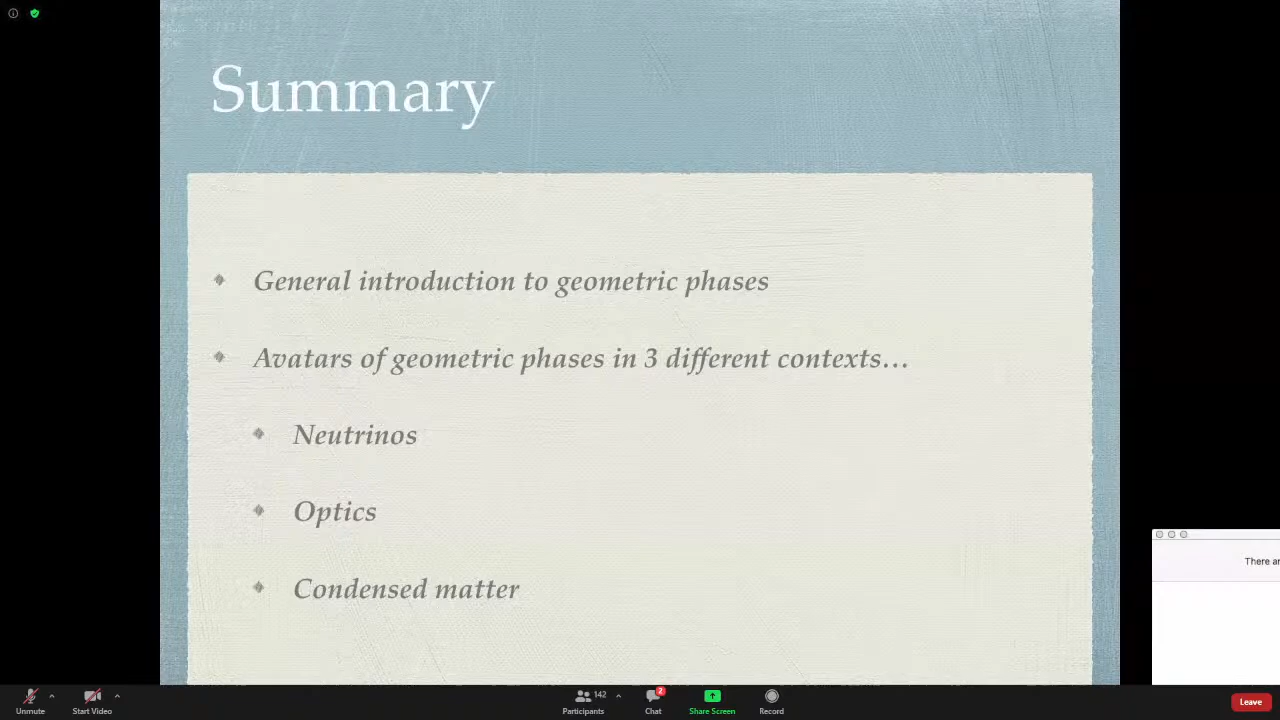 Summary
General introduction to geometric phases
Avatars of geometric phases in 3 different contexts...
Neutrinos
Optics
Condensed matter
There
Unmute
Start Video
142
Participants
2
Chat
Share Screen
Record
Leave